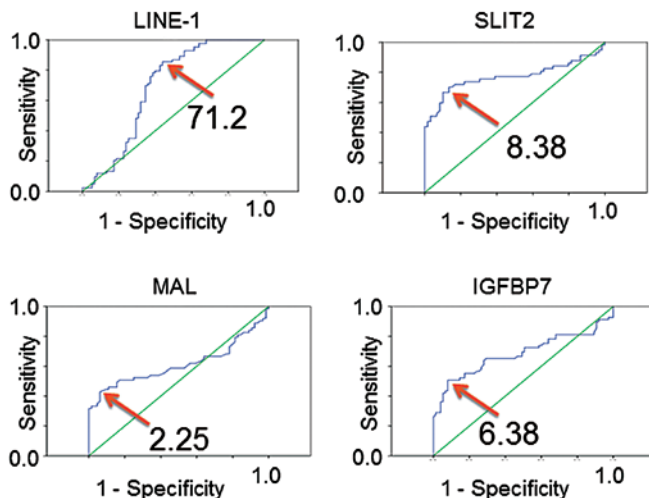 LINE-1
1.0
Sensitivity
71.2
0.0
1.0
1 - Specificity
SLIT2
1.0
Sensitivity
8.38
0.0
1.0
1 - Specificity
MAL
1.0
Sensitivity
2.25
0.0
1.0
1 - Specificity
IGFBP7
1.0
Sensitivity
6.38
0.0
1.0
1 - Specificity